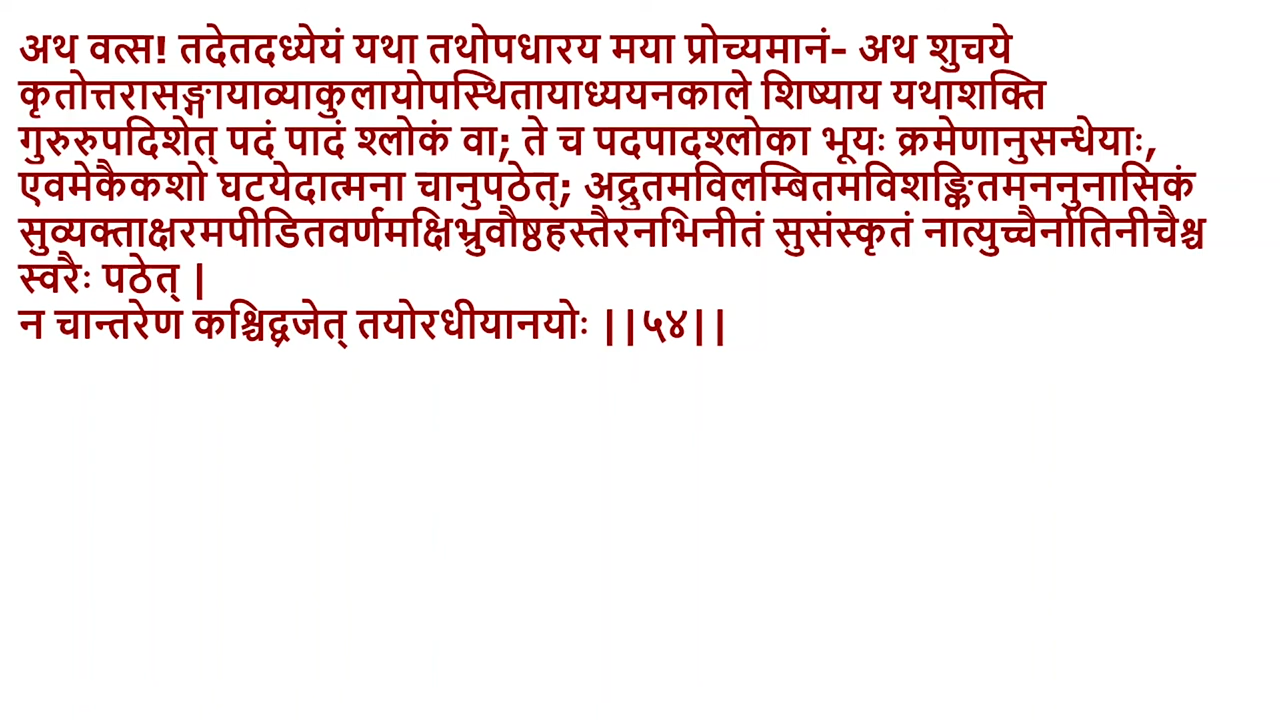 अथ वत्स! तदेतदध्येयं यथा तथोपधारय मया प्रोच्यमानं- अथ शुचये
कृतोत्तरासङ्गायाव्याकुलायोपस्थितायाध्ययनकाले शिष्याय यथाशक्ति
गुरुरुपदिशेत् पदं पादं श्लोकं वा; ते च पदपादश्लोका भूयः क्रमेणानुसन्धेयाः,
एवमेकैकशो घटयेदात्मना चानुपठेत्; अद्रुतमविलम्बितमविशङ्कितमननुनासिकं
सुव्यक्ताक्षरमपीडितवर्णमक्षिभ्रुवौष्ठहस्तैरनभिनीतं सुसंस्कृतं नात्युच्चैर्नातिनीचैश्च
स्वरैः पठेत् |
न चान्तरेण कश्चिद्व्रजेत् तयोरधीयानयोः ||५४||